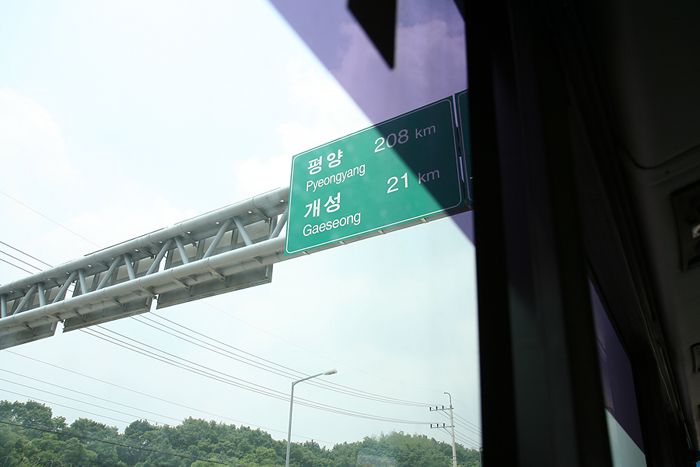 평양 208 km
Pyeongyang
개성 21 km
Gaeseong